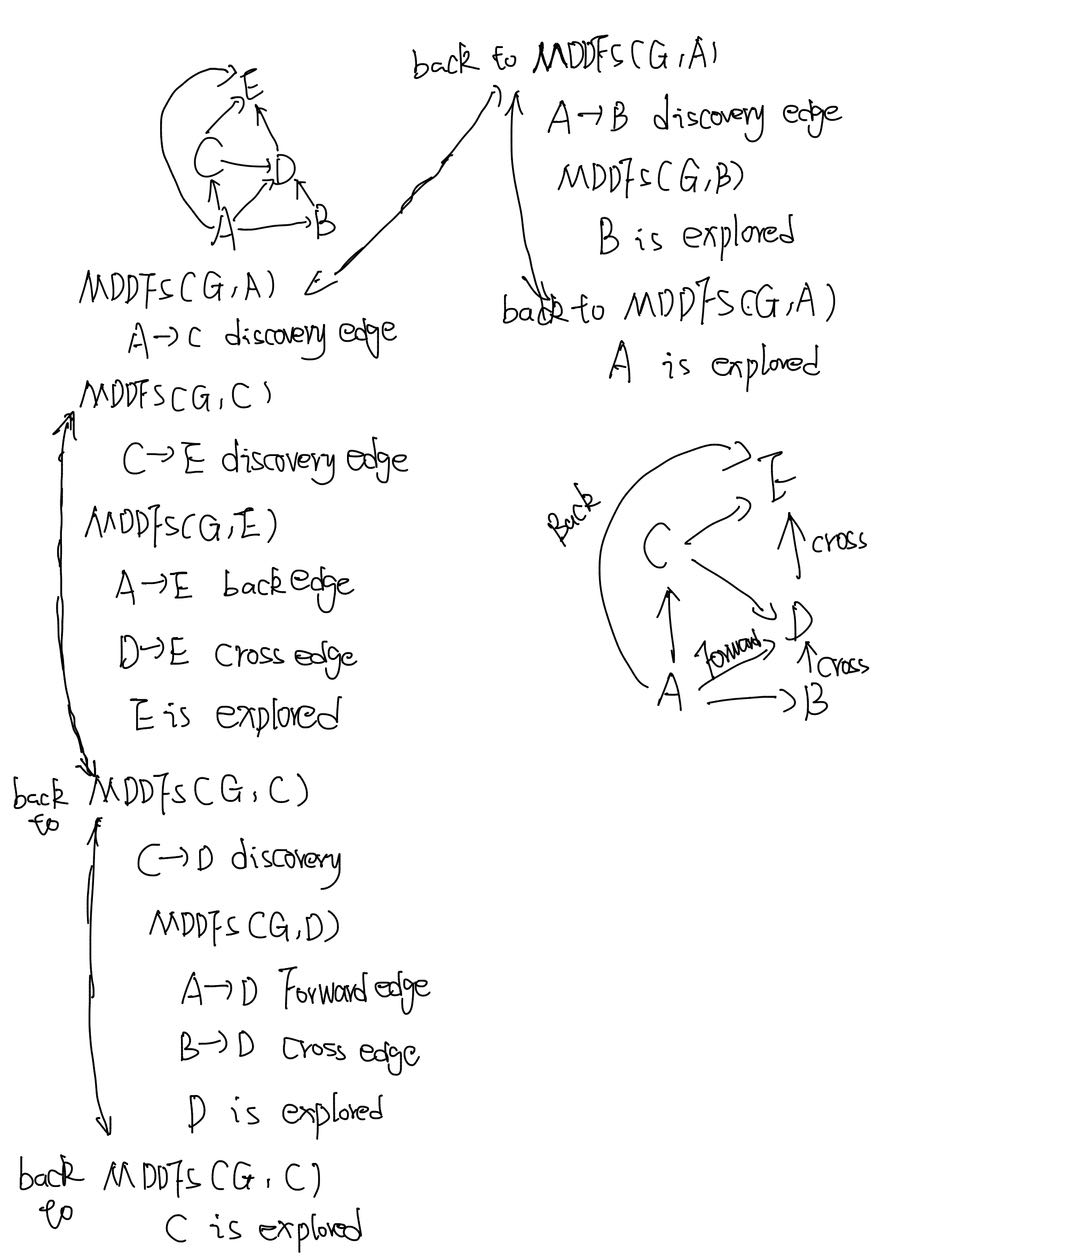 E
C
D
A
B
MDDFS(G,A)
A→C discovery edge
MDDFS(G,C)
C→E discovery edge
MDDFS(G,E)
A→E back edge
D→E cross edge
E is explored
back to MDDFS(G,C)
C→D discovery
MDDFS(G,D)
A→D Forward edge
B→D cross edge
D is explored
back to MDDFS(G,C)
C is explored
back to MDDFS(G,A)
A→B discovery edge
MDDFS(G,B)
B is explored
back to MDDFS(G,A)
A is explored
E
Back
C
cross
D
Forward
cross
A
B